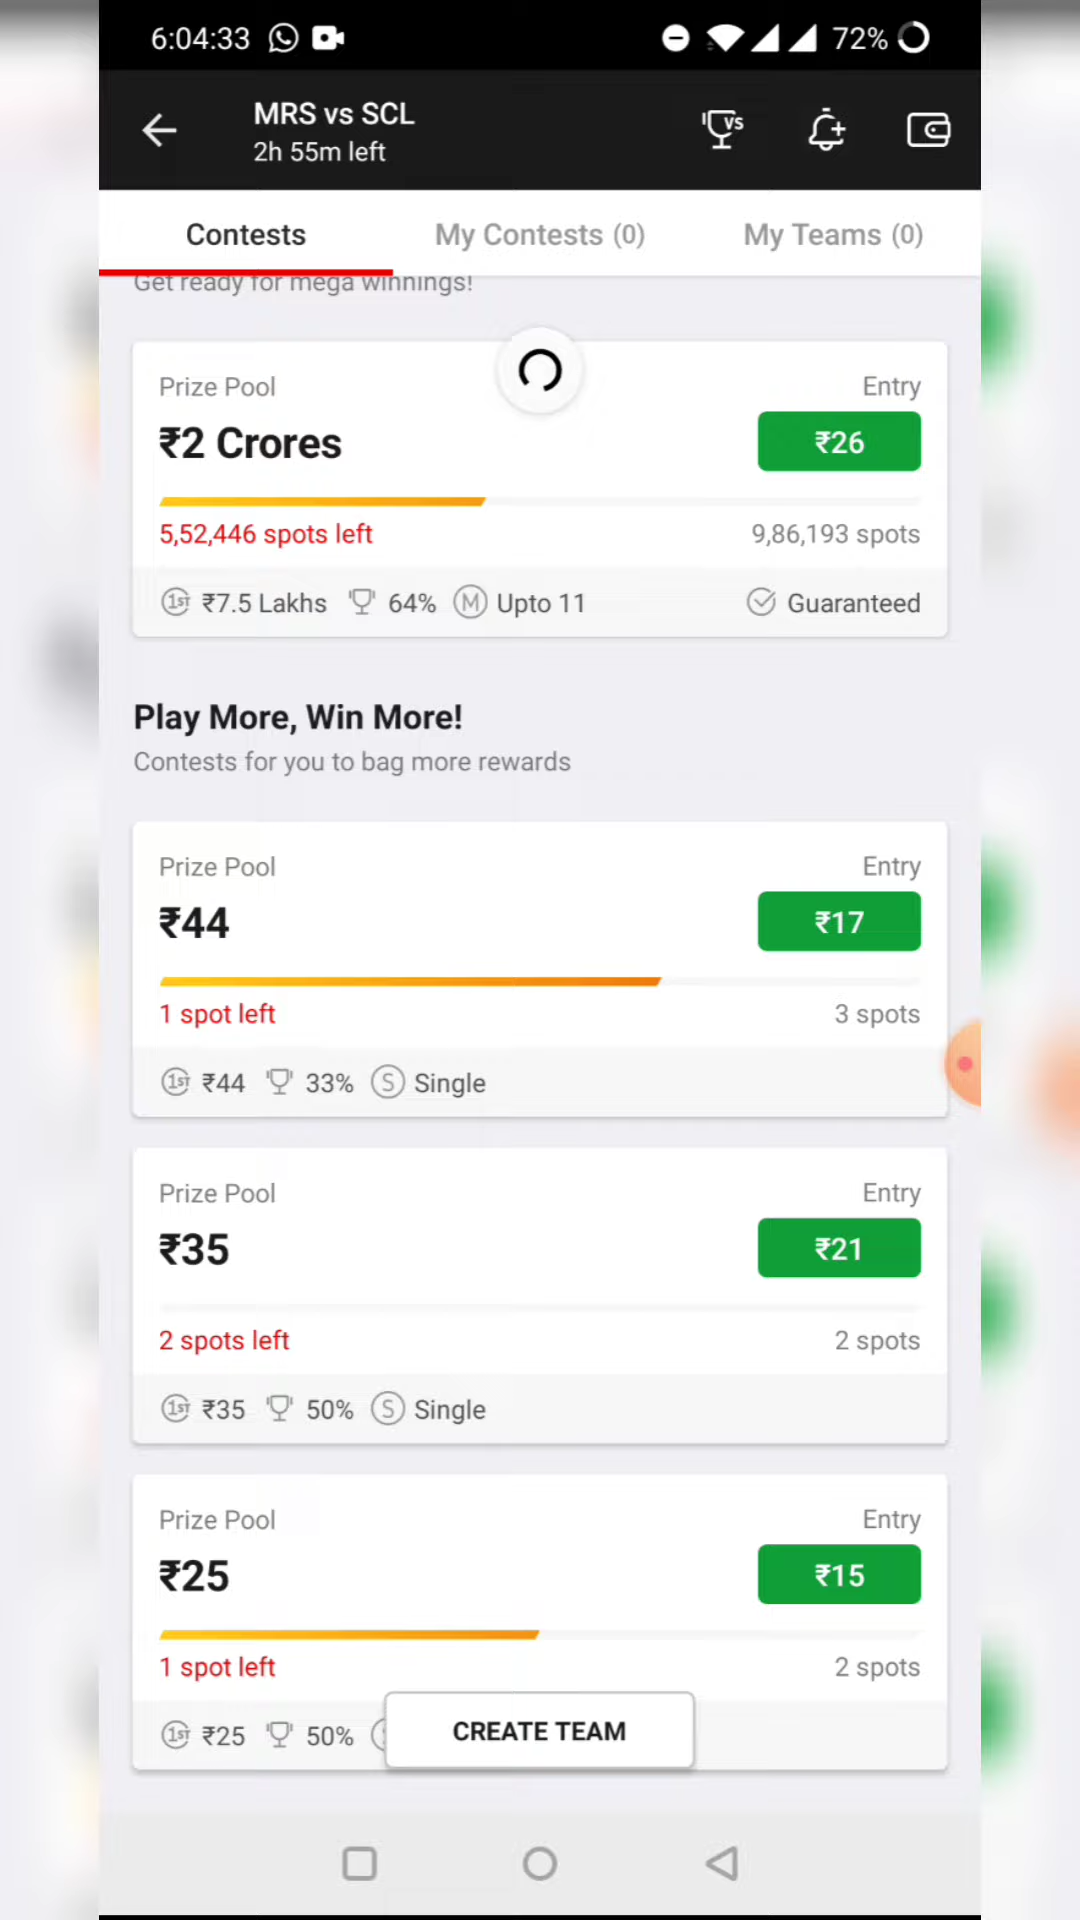 6:04:33
72%
MRS vs SCL
2h 55m left
VS
Contests
My Contests (0)
My Teams (0)
Get ready for mega winnings!
Prize Pool
Entry
₹2 Crores
₹26
5,52,446 spots left
9,86,193 spots
1ST ₹7.5 Lakhs 64% M Upto 11
Guaranteed
Play More, Win More!
Contests for you to bag more rewards
Prize Pool
Entry
₹44
₹17
1 spot left
3 spots
1ST ₹44 33% S Single
Prize Pool
Entry
₹35
₹21
2 spots left
2 spots
1ST ₹35 50% S Single
Prize Pool
Entry
₹25
₹15
1 spot left
2 spots
1ST ₹25 50%
CREATE TEAM